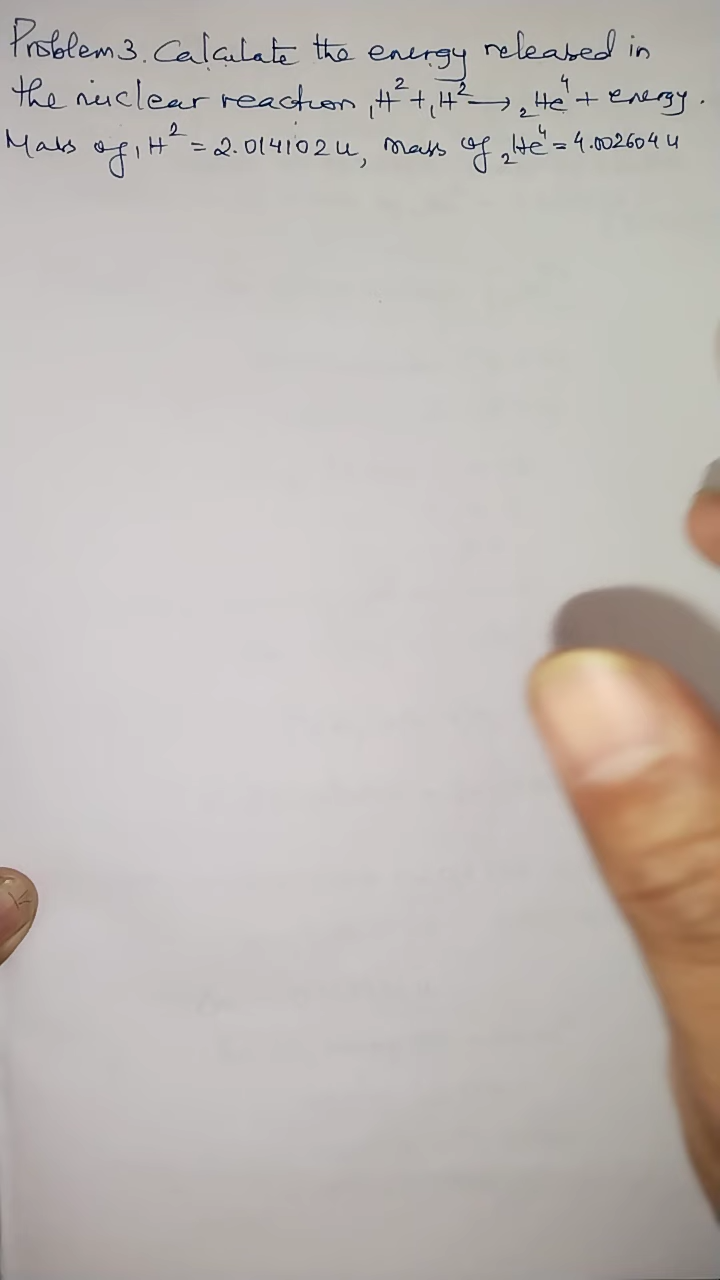 Problem 3. Calculate the energy released in
the nuclear reaction ₁H² + ₁H² → ₂He⁴ + energy.
Mass of ₁H² = 2.014102 u, mass of ₂He⁴ = 4.002604 u